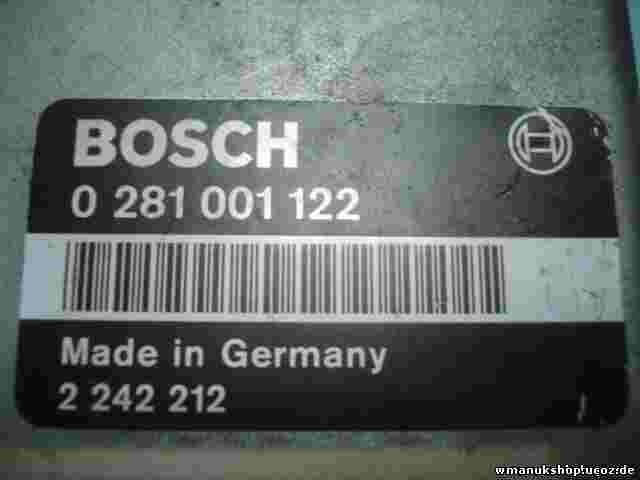 BOSCH
0 281 001 122
Made in Germany
2 242 212
wmanukshop.ucoz.de